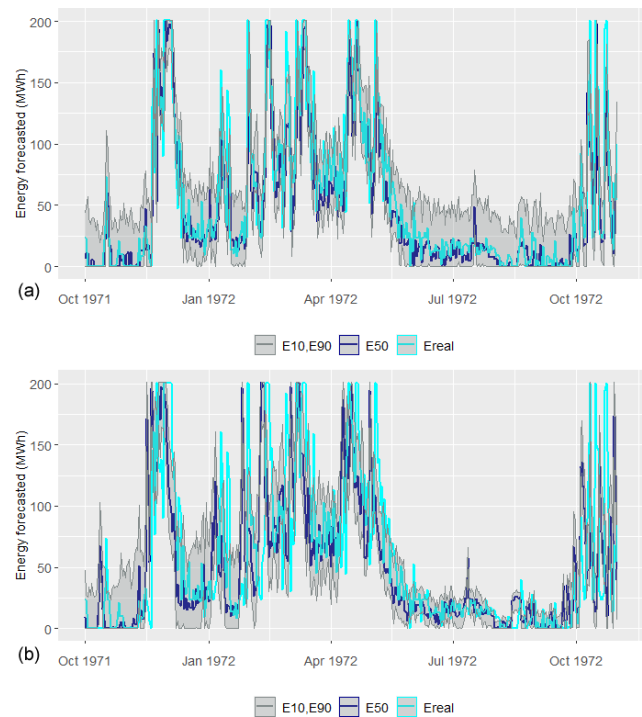 200
150
100
50
0
Energy forecasted (MWh)
(a)
Oct 1971 Jan 1972 Apr 1972 Jul 1972 Oct 1972
E10,E90 E50 Ereal
200
150
100
50
0
Energy forecasted (MWh)
(b)
Oct 1971 Jan 1972 Apr 1972 Jul 1972 Oct 1972
E10,E90 E50 Ereal